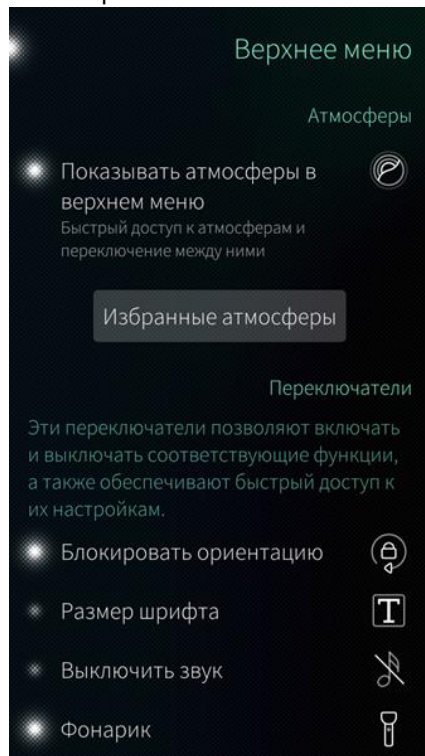 Верхнее меню
Атмосферы
Показывать атмосферы в
верхнем меню
Быстрый доступ к атмосферам и
переключение между ними
Избранные атмосферы
Переключатели
Эти переключатели позволяют включать
и выключать соответствующие функции,
а также обеспечивают быстрый доступ к
их настройкам.
Блокировать ориентацию
Размер шрифта
Выключить звук
Фонарик